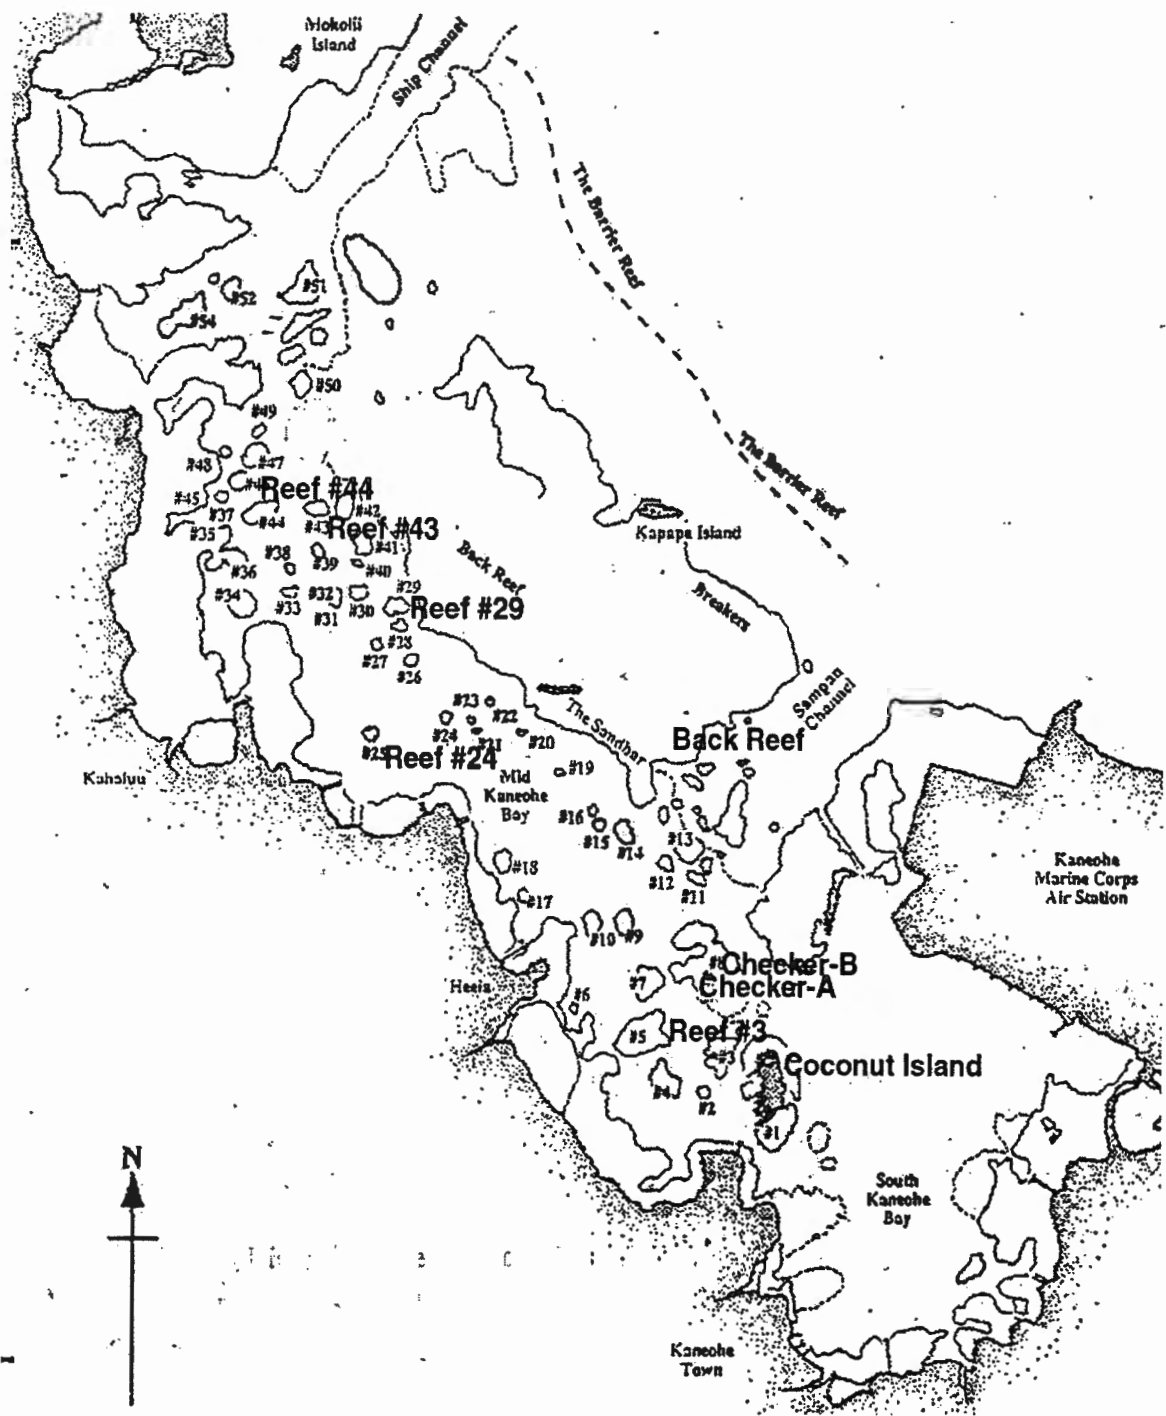 Mokolii
Island
Ship Channel
The Barrier Reef
#52
#51
#54
#50
#49
#48
#47
The Barrier Reef
Reef #44
#45
#37
#44
#43
#42
Kapapa Island
Reef #43
#35
#41
Back Reef
#38
#39
#36
#40
#29
Breakers
#34
#33
#32
#30
Reef #29
#31
#28
#27
#26
Sampan
Channel
#23
#22
The Sandbar
#24
#21
#20
Back Reef
#25
Reef #24
Kahaluu
Mid
Kaneohe
Bay
#19
#16
#15
#14
#13
#18
#12
#11
Kaneohe
Marine Corps
Air Station
#17
#10
#9
#8
Checker-B
Heeia
#7
Checker-A
#6
#5
Reef #3
#3
Coconut Island
#4
#2
#1
N
South
Kaneohe
Bay
Kaneohe
Town